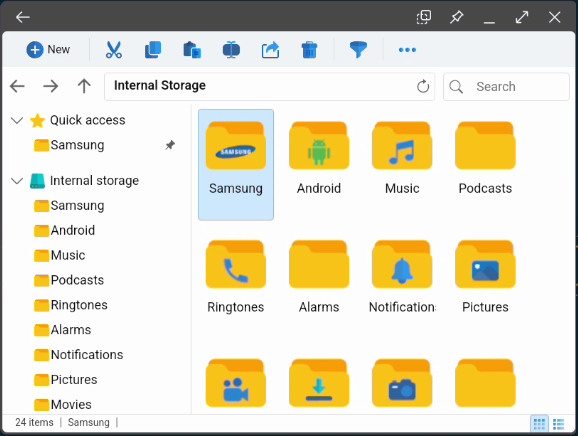 New
Internal Storage
Search
Quick access
Samsung
Internal storage
Samsung
Android
Music
Podcasts
Ringtones
Alarms
Notifications
Pictures
Movies
SAMSUNG
Samsung Android Music Podcasts
Ringtones Alarms Notification Pictures
24 items | Samsung |